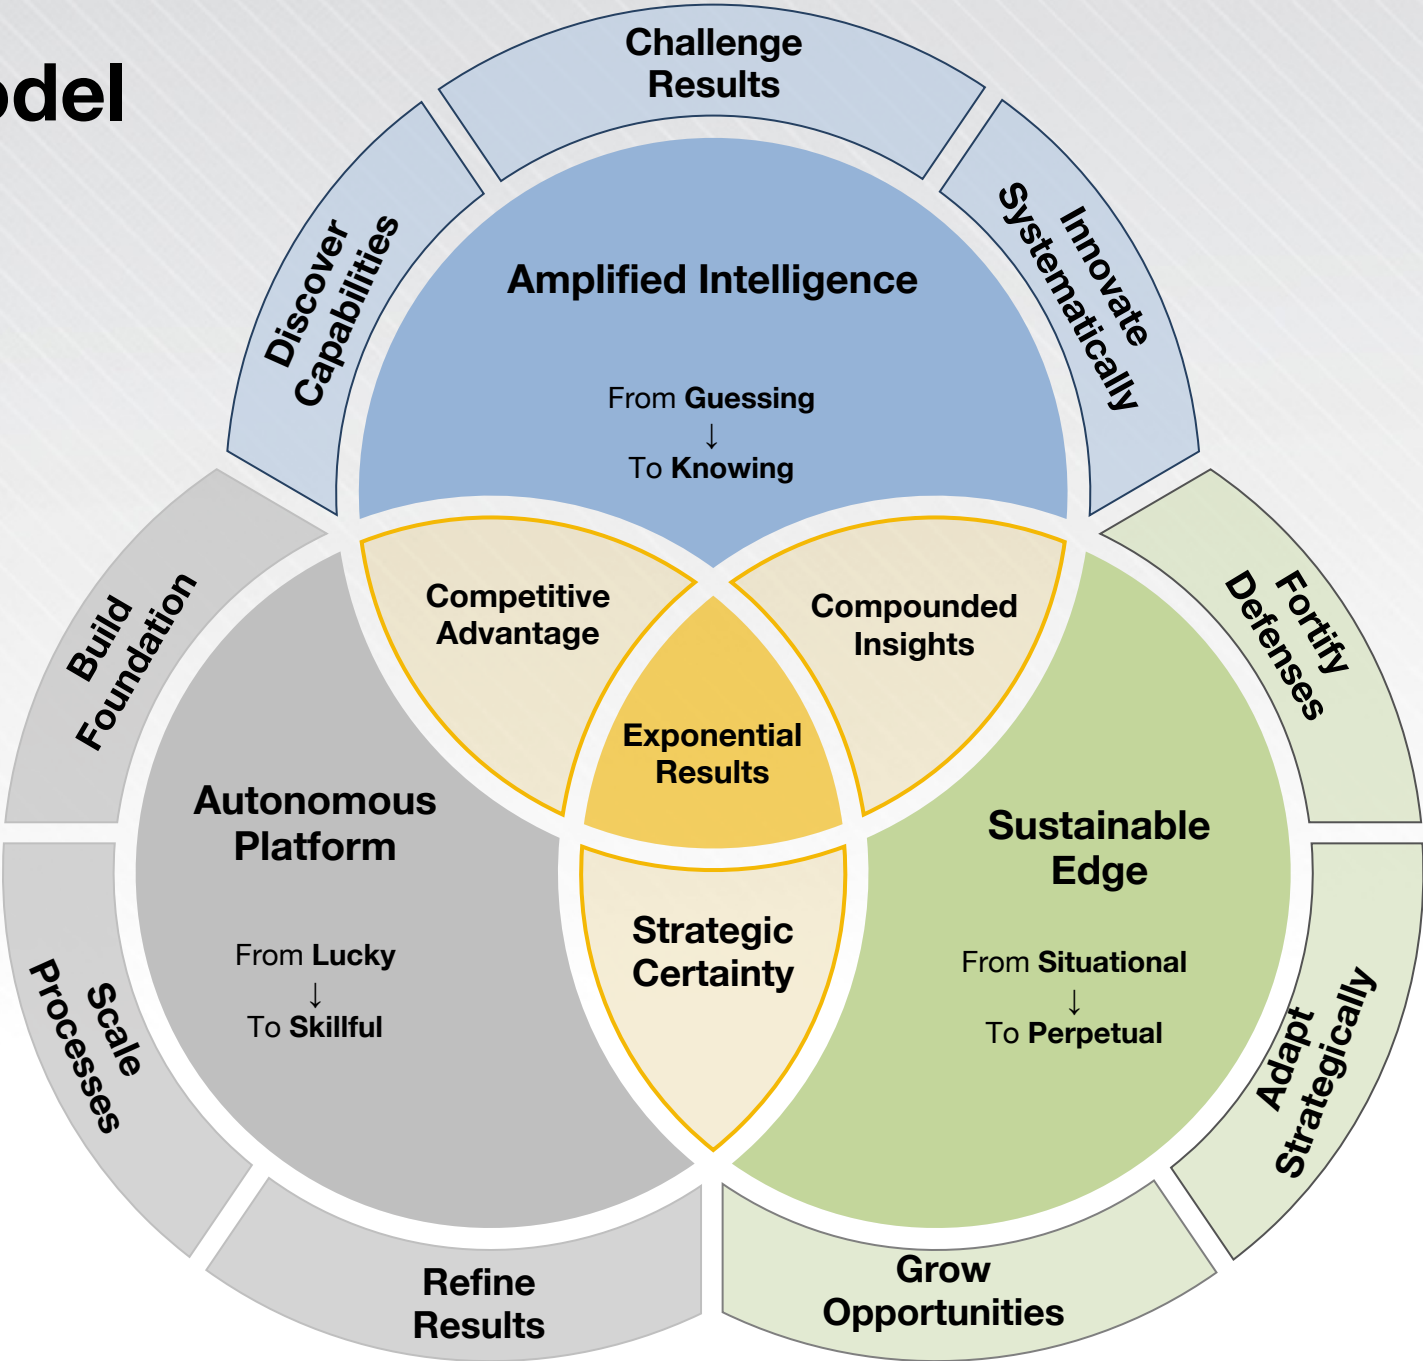 odel
Challenge
Results
Discover
Capabilities
Innovate
Systematically
Amplified Intelligence
From Guessing
↓
To Knowing
Competitive
Advantage
Compounded
Insights
Exponential
Results
Strategic
Certainty
Build
Foundation
Autonomous
Platform
From Lucky
↓
To Skillful
Scale
Processes
Refine
Results
Fortify
Defenses
Sustainable
Edge
From Situational
↓
To Perpetual
Adapt
Strategically
Grow
Opportunities